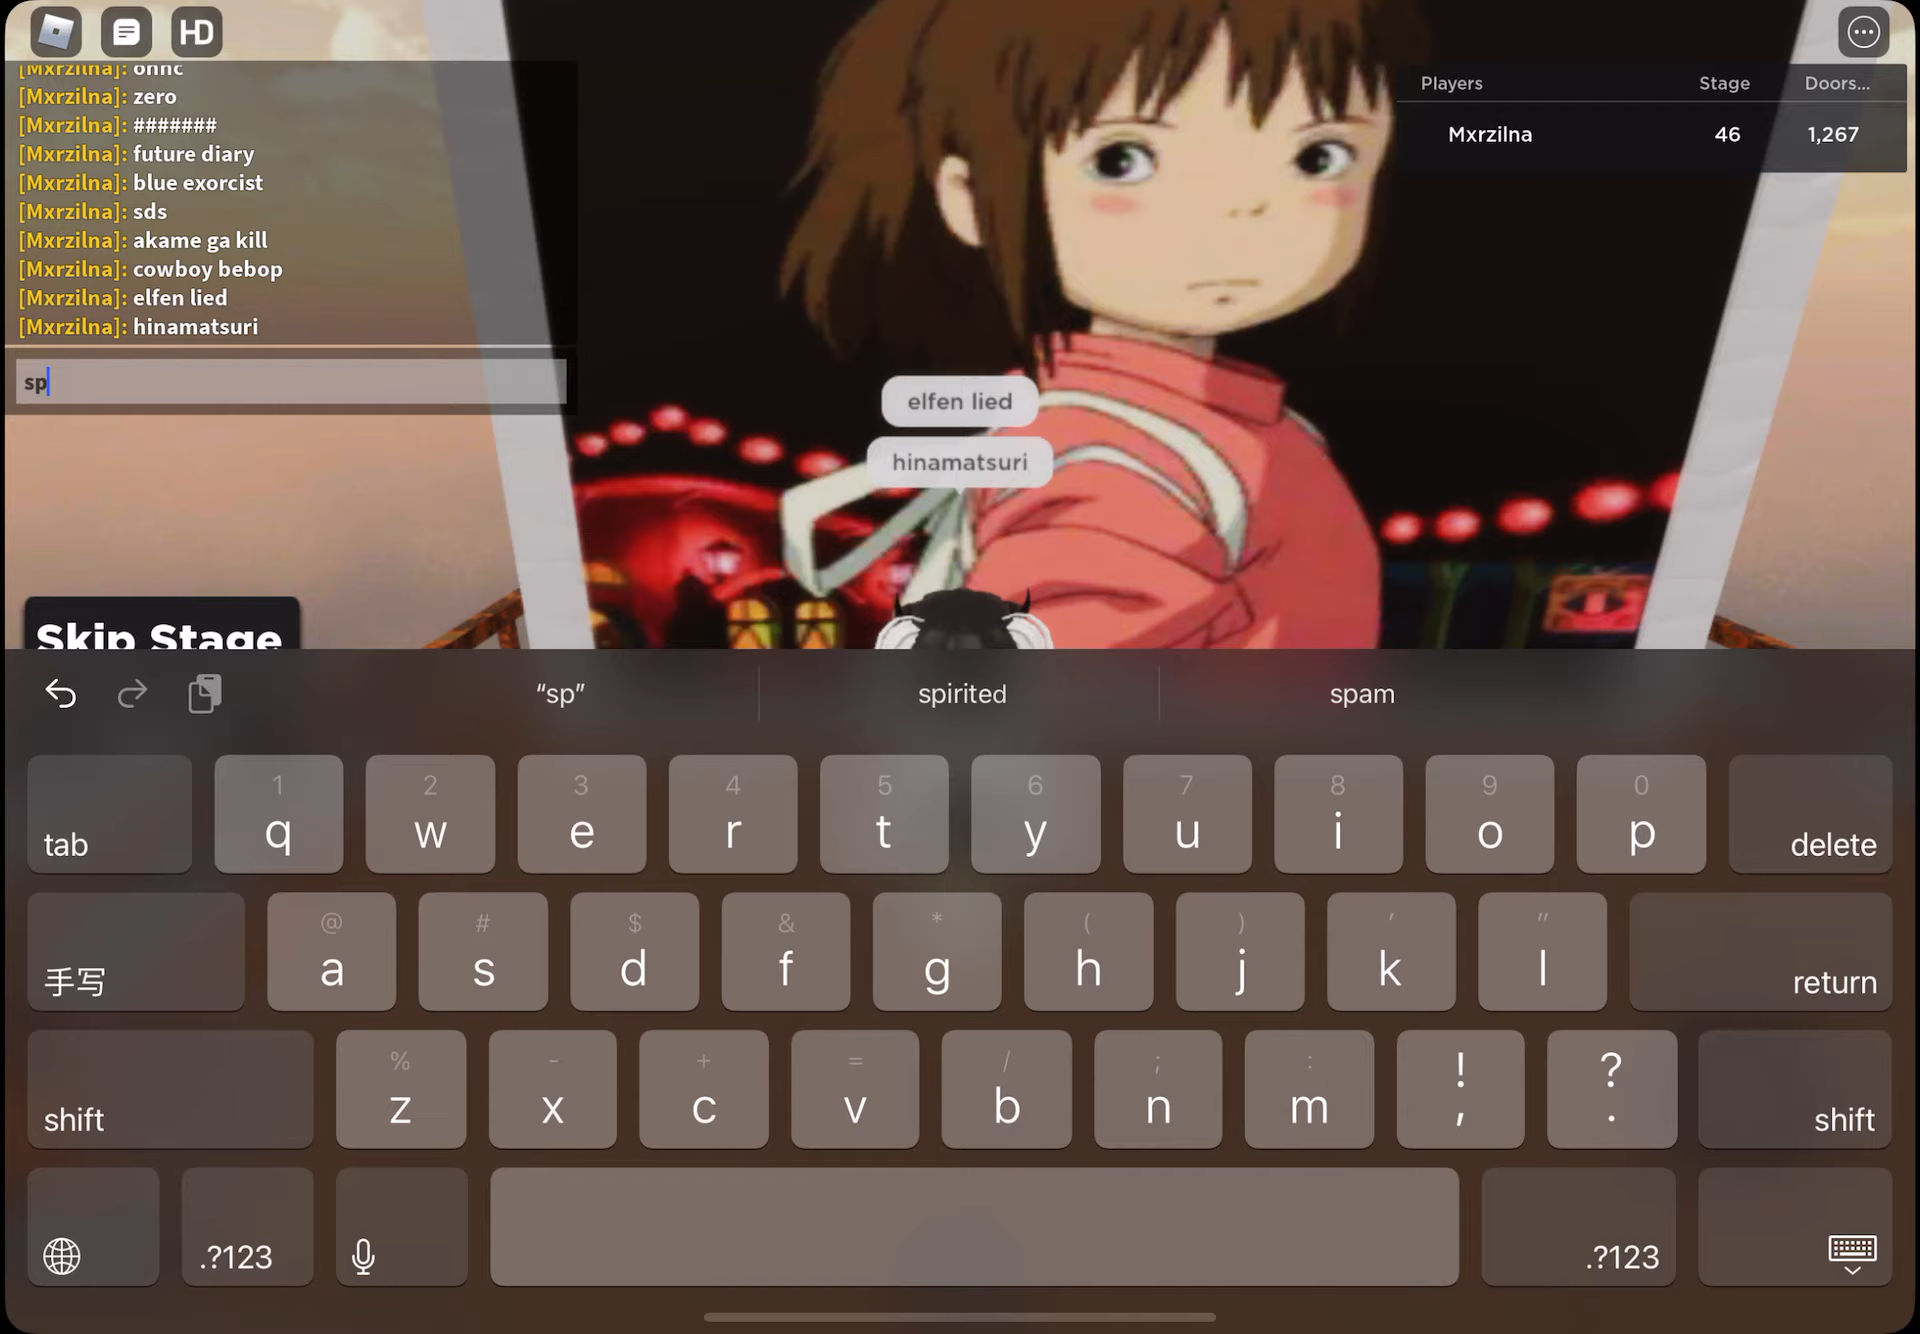 HD
[Mxrzilna]: ohhc
[Mxrzilna]: zero
[Mxrzilna]: #######
[Mxrzilna]: future diary
[Mxrzilna]: blue exorcist
[Mxrzilna]: sds
[Mxrzilna]: akame ga kill
[Mxrzilna]: cowboy bebop
[Mxrzilna]: elfen lied
[Mxrzilna]: hinamatsuri
sp
Players Stage Doors...
Mxrzilna 46 1,267
elfen lied
hinamatsuri
Skip Stage
“sp” spirited spam
1 2 3 4 5 6 7 8 9 0
tab q w e r t y u i o p delete
@ # $ & * ( ) ' "
手写 a s d f g h j k l return
% - + = / ; : ! ?
shift z x c v b n m , . shift
.?123 .?123